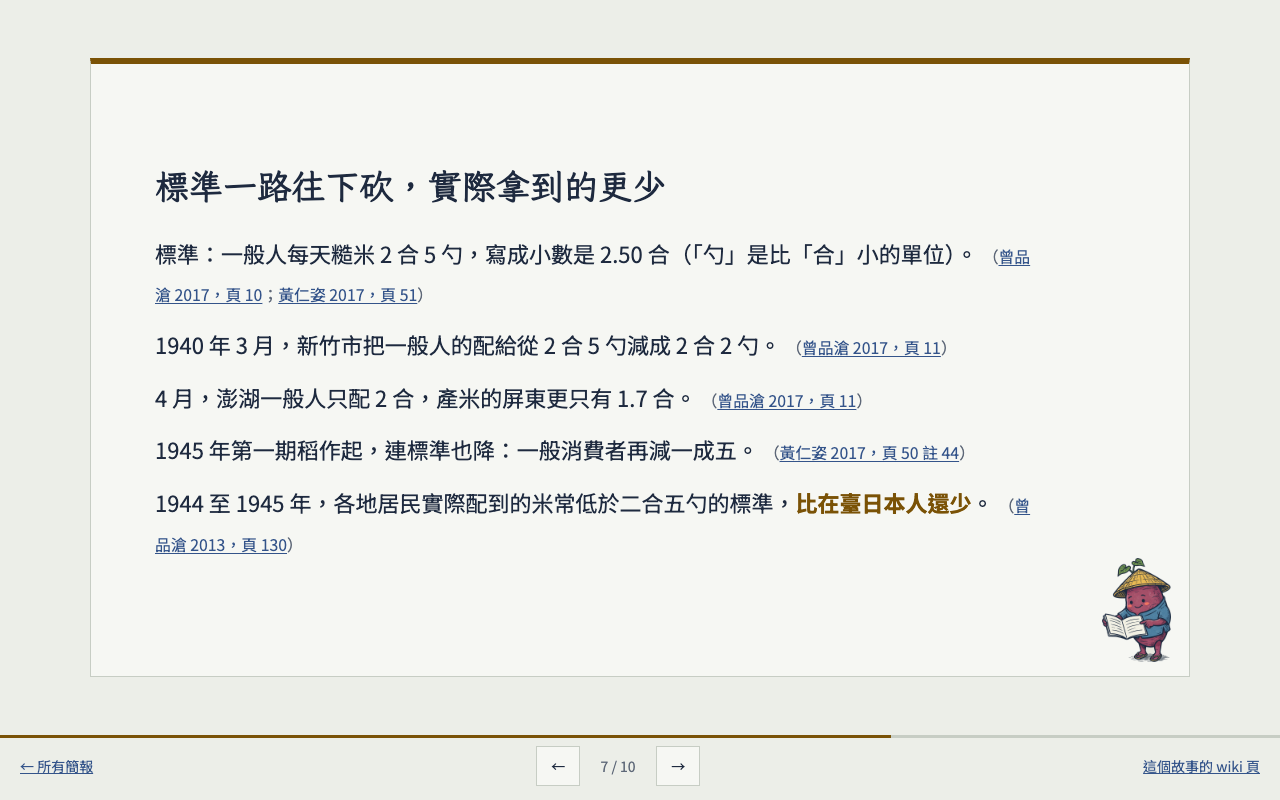 標準一路往下砍，實際拿到的更少
標準：一般人每天糙米 2 合 5 勺，寫成小數是 2.50 合（「勺」是比「合」小的單位）。（曾品
滄 2017，頁 10；黃仁姿 2017，頁 51）
1940 年 3 月，新竹市把一般人的配給從 2 合 5 勺減成 2 合 2 勺。（曾品滄 2017，頁 11）
4 月，澎湖一般人只配 2 合，產米的屏東更只有 1.7 合。（曾品滄 2017，頁 11）
1945 年第一期稻作起，連標準也降：一般消費者再減一成五。（黃仁姿 2017，頁 50 註 44）
1944 至 1945 年，各地居民實際配到的米常低於二合五勺的標準，比在臺日本人還少。（曾
品滄 2013，頁 130）
← 所有簡報
←
7 / 10
→
這個故事的 wiki 頁